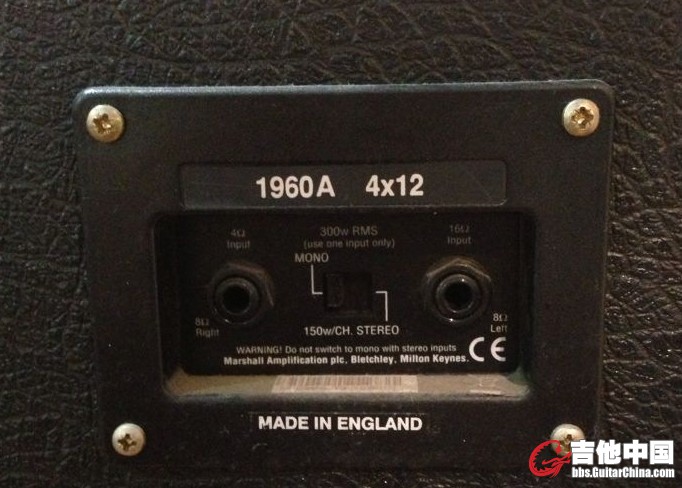 1960A 4x12
4Ω 300w RMS 16Ω
Input (use one input only) Input
MONO
8Ω 8Ω
Right 150w/CH. STEREO Left
WARNING! Do not switch to mono with stereo inputs
Marshall Amplification plc, Bletchley, Milton Keynes. CE
MADE IN ENGLAND
吉他中国
bbs.GuitarChina.com